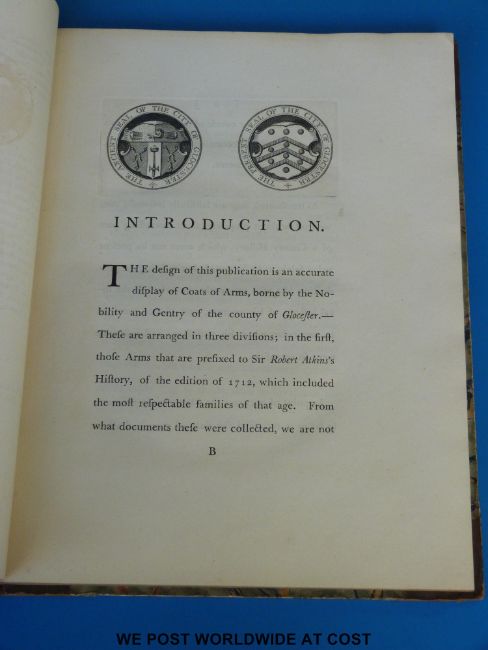 THE ANTIENT SEAL OF THE CITY OF GLOCESTER
THE PRESENT SEAL OF THE CITY OF GLOCESTER
INTRODUCTION.
THE deſign of this publication is an accurate
diſplay of Coats of Arms, borne by the No-
bility and Gentry of the county of Gloceſter.—
Theſe are arranged in three diviſions; in the firſt,
thoſe Arms that are prefixed to Sir Robert Atkins's
Hiſtory, of the edition of 1712, which included
the moſt reſpectable families of that age. From
what documents theſe were collected, we are not
B
WE POST WORLDWIDE AT COST